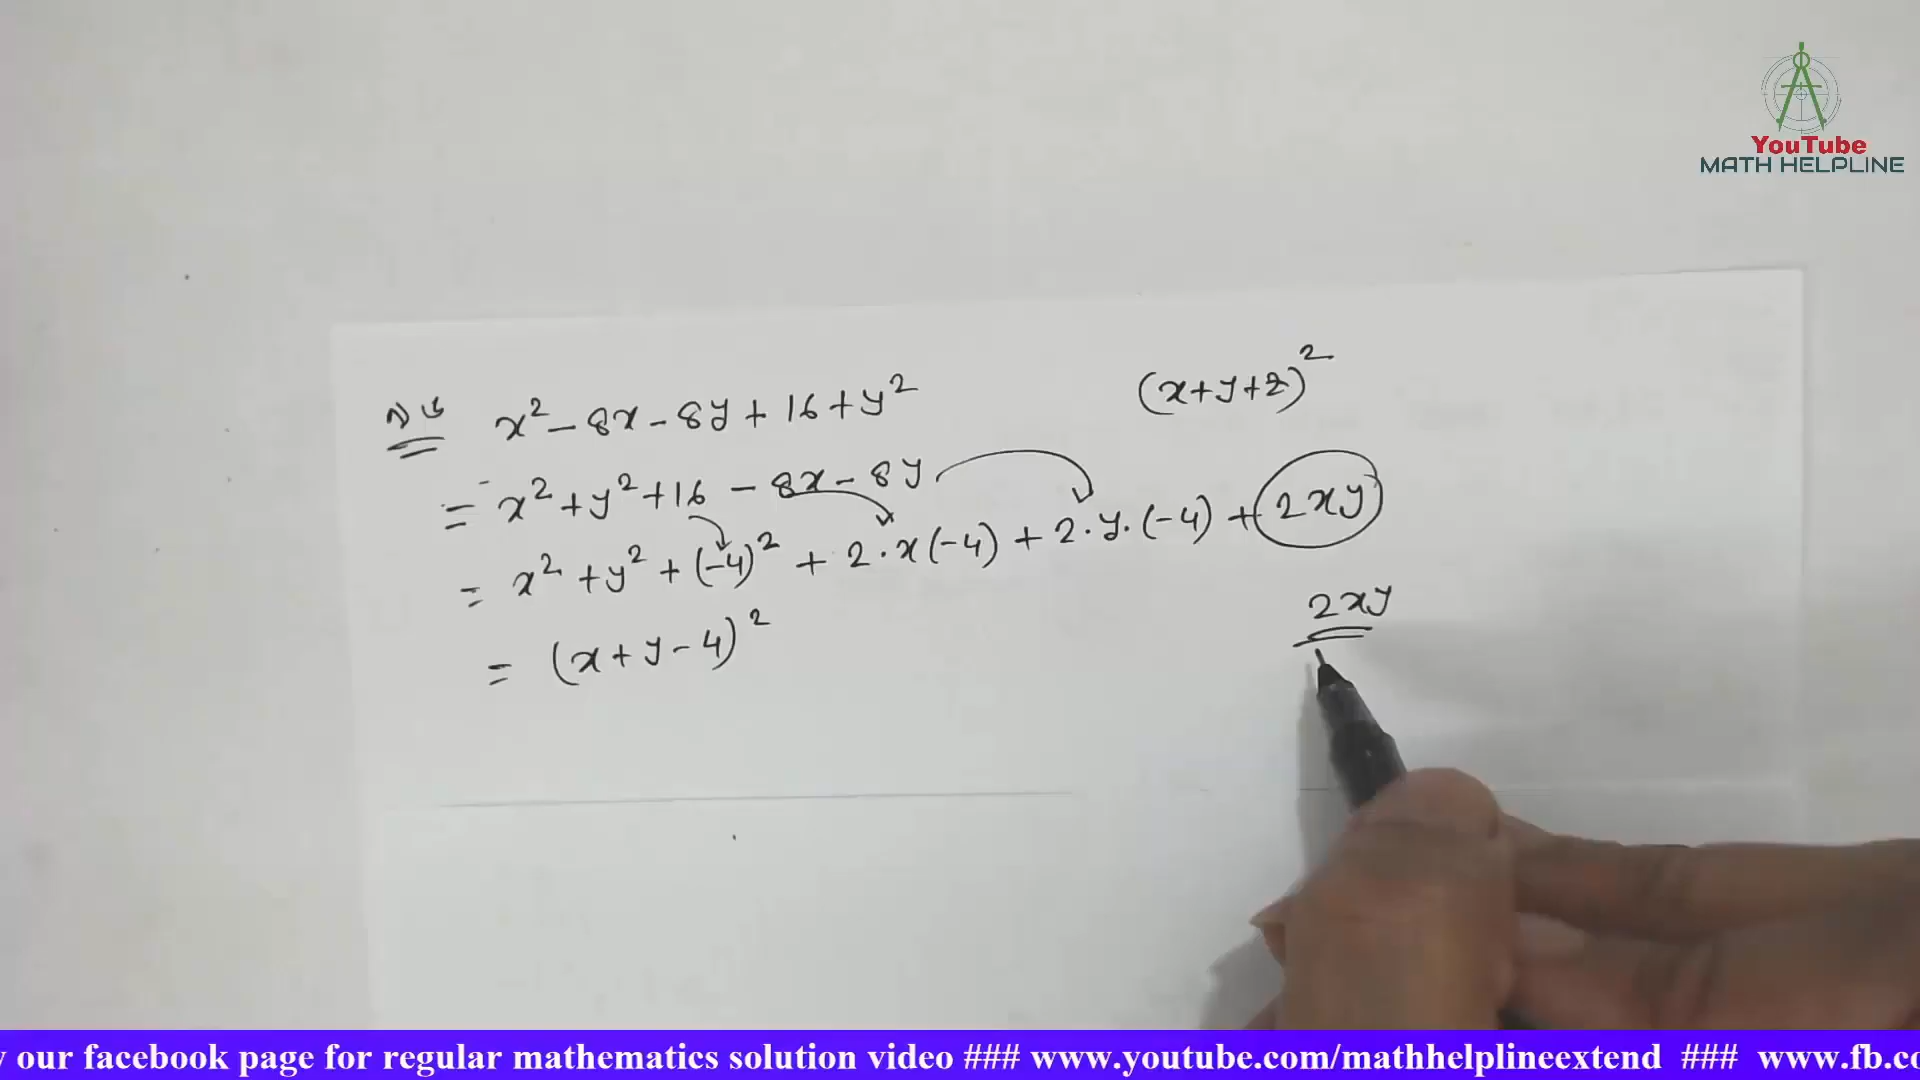 YouTube
MATH HELPLINE
x² - 8x - 8y + 16 + y²
(x+y+z)²
= x² + y² + 16 - 8x - 8y
= x² + y² + (-4)² + 2·x(-4) + 2·y·(-4) + 2xy
2xy
= (x+y-4)²
our facebook page for regular mathematics solution video ### www.youtube.com/mathhelplineextend ### www.fb.co